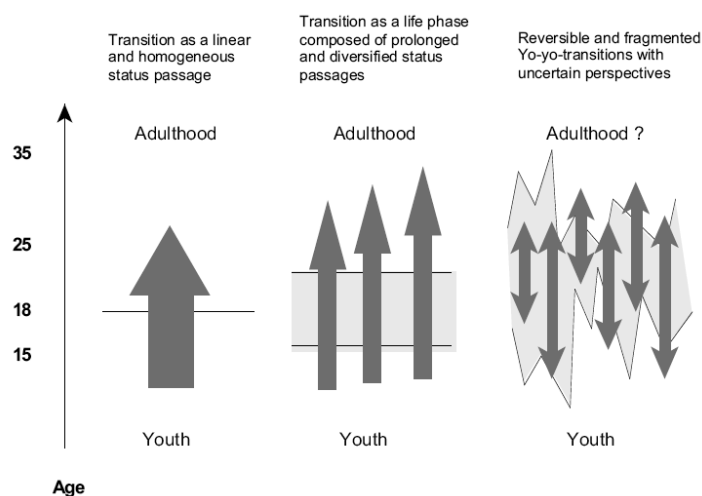 Transition as a linear
and homogeneous
status passage
Transition as a life phase
composed of prolonged
and diversified status
passages
Reversible and fragmented
Yo-yo-transitions with
uncertain perspectives
Adulthood
Adulthood
Adulthood ?
35
25
18
15
Youth
Youth
Youth
Age